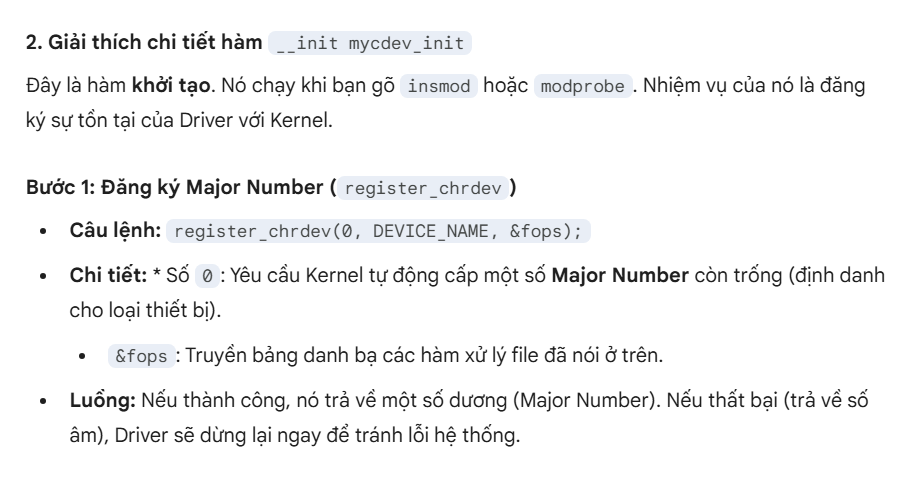 2. Giải thích chi tiết hàm __init mycdev_init
Đây là hàm khởi tạo. Nó chạy khi bạn gõ insmod hoặc modprobe. Nhiệm vụ của nó là đăng
ký sự tồn tại của Driver với Kernel.
Bước 1: Đăng ký Major Number (register_chrdev)
• Câu lệnh: register_chrdev(0, DEVICE_NAME, &fops);
• Chi tiết: * Số 0: Yêu cầu Kernel tự động cấp một số Major Number còn trống (định danh
cho loại thiết bị).
• &fops: Truyền bảng danh bạ các hàm xử lý file đã nói ở trên.
• Luồng: Nếu thành công, nó trả về một số dương (Major Number). Nếu thất bại (trả về số
âm), Driver sẽ dừng lại ngay để tránh lỗi hệ thống.